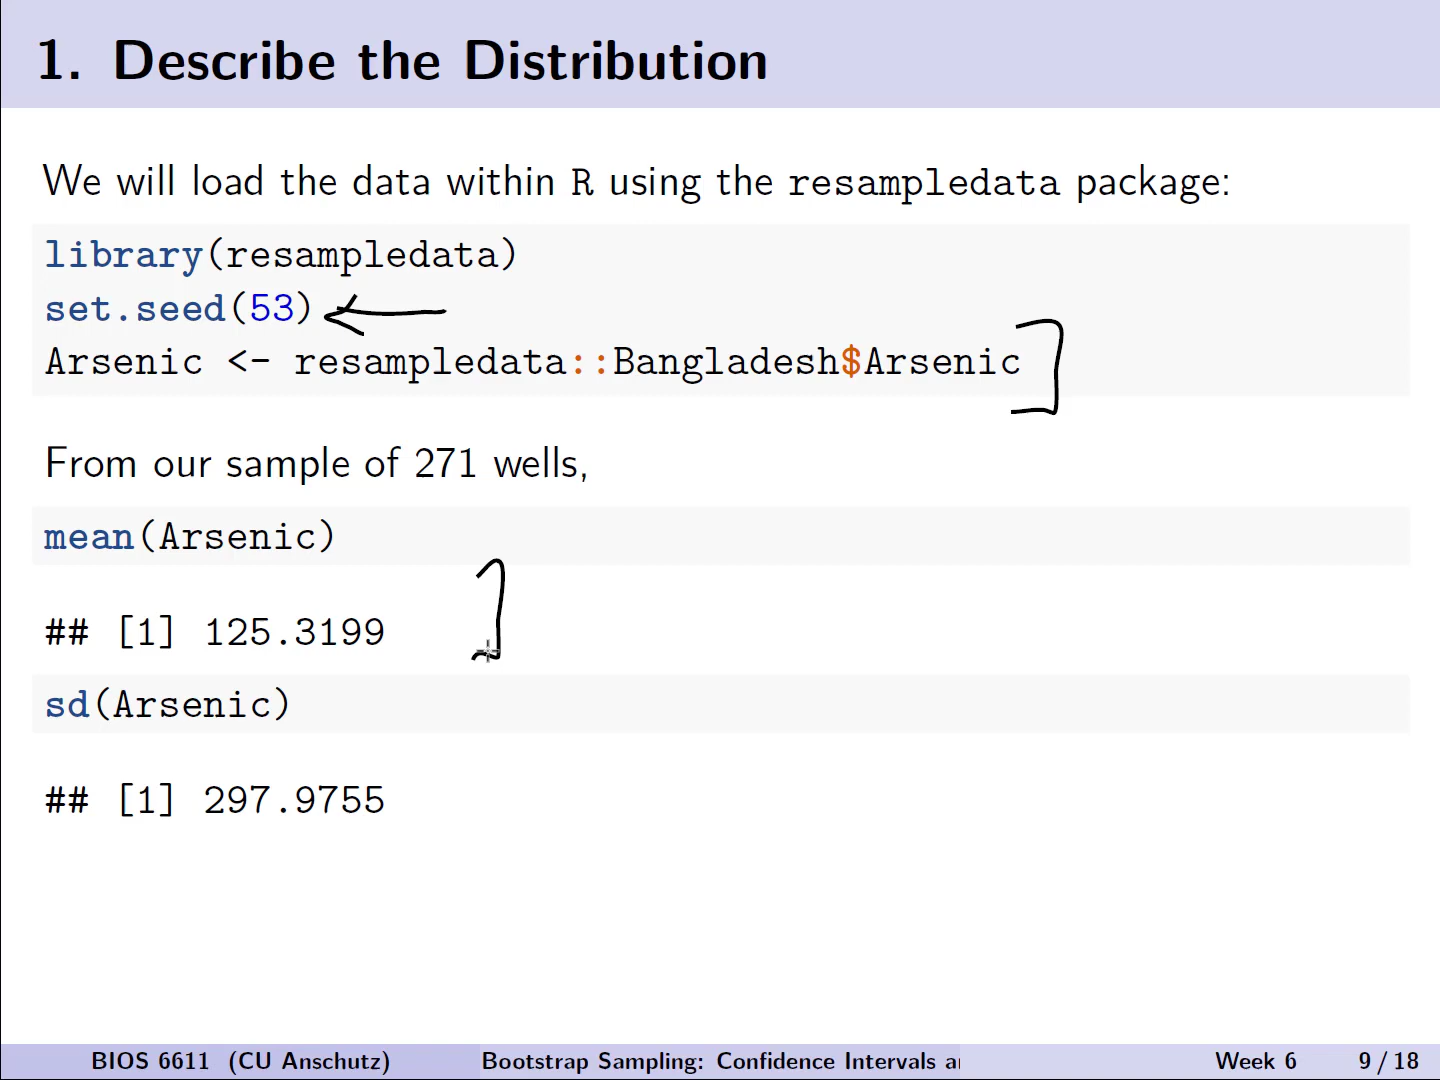 1. Describe the Distribution
We will load the data within R using the resampledata package:
library(resampledata)
set.seed(53)
Arsenic <- resampledata::Bangladesh$Arsenic
From our sample of 271 wells,
mean(Arsenic)
## [1] 125.3199
sd(Arsenic)
## [1] 297.9755
BIOS 6611 (CU Anschutz) Bootstrap Sampling: Confidence Intervals Week 6 9 / 18